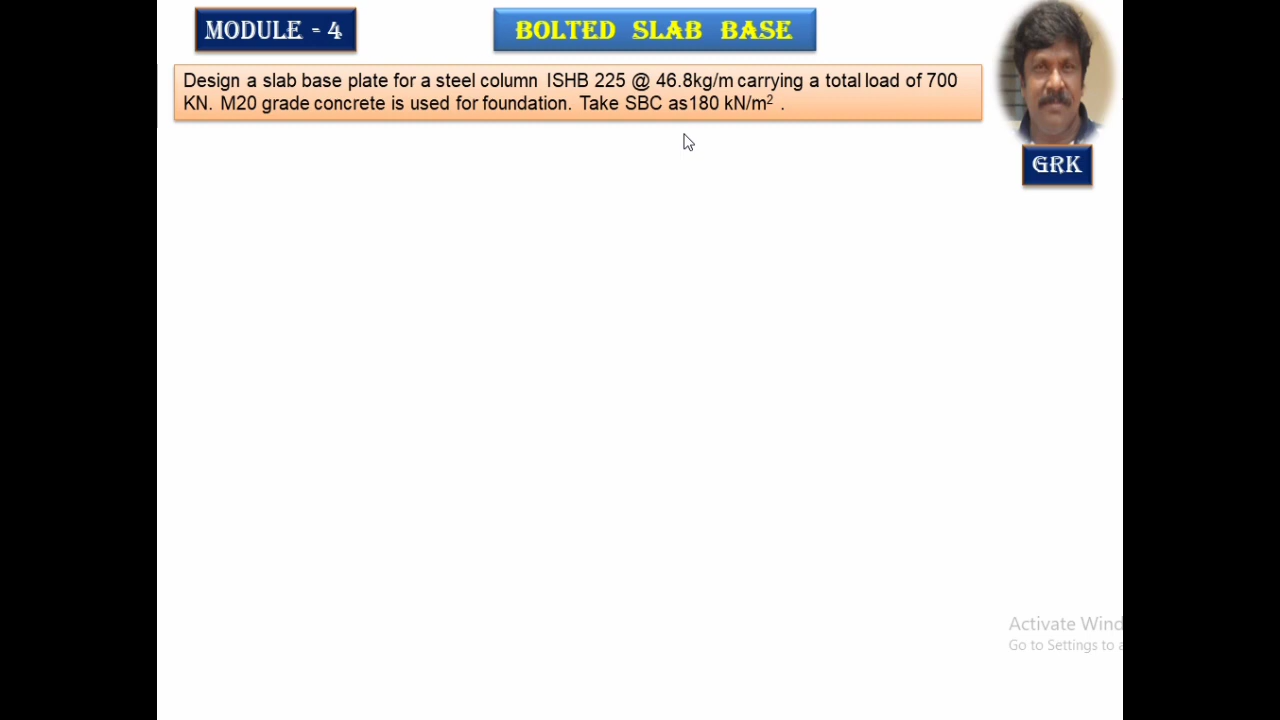 MODULE - 4
BOLTED SLAB BASE
Design a slab base plate for a steel column ISHB 225 @ 46.8kg/m carrying a total load of 700
KN. M20 grade concrete is used for foundation. Take SBC as180 kN/m² .
GRK
Activate Wind
Go to Settings to a